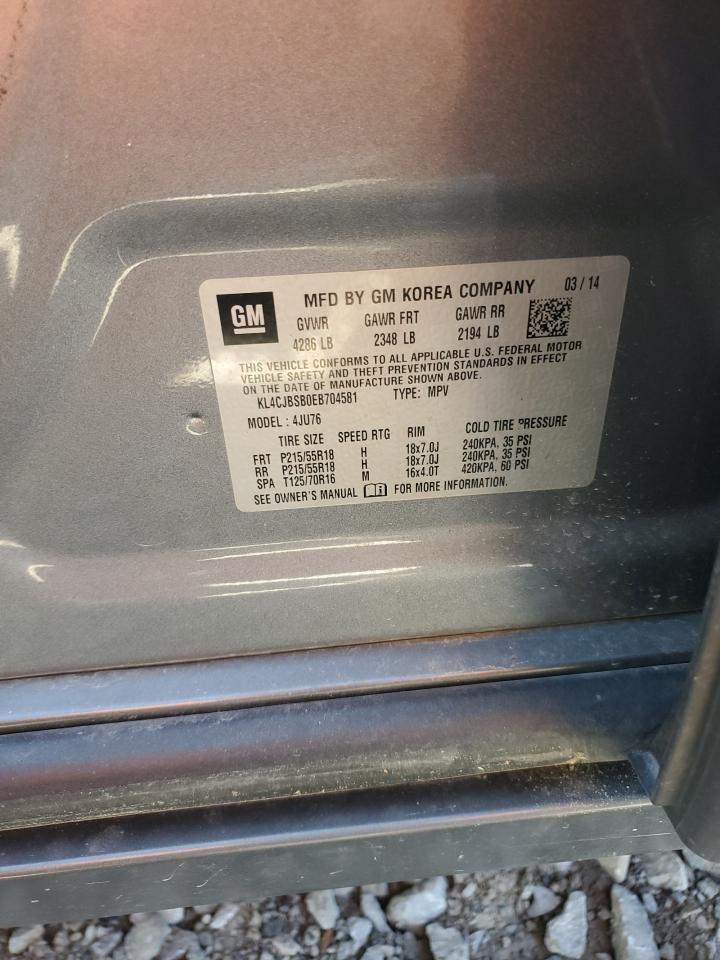 GM
MFD BY GM KOREA COMPANY 03 / 14
GVWR GAWR FRT GAWR RR
4286 LB 2348 LB 2194 LB
THIS VEHICLE CONFORMS TO ALL APPLICABLE U.S. FEDERAL MOTOR
VEHICLE SAFETY AND THEFT PREVENTION STANDARDS IN EFFECT
ON THE DATE OF MANUFACTURE SHOWN ABOVE.
KL4CJBSB0EB704581 TYPE: MPV
MODEL : 4JU76
TIRE SIZE SPEED RTG RIM COLD TIRE PRESSURE
FRT P215/55R18 H 18x7.0J 240KPA, 35 PSI
RR P215/55R18 H 18x7.0J 240KPA, 35 PSI
SPA T125/70R16 M 16x4.0T 420KPA, 60 PSI
SEE OWNER'S MANUAL FOR MORE INFORMATION.